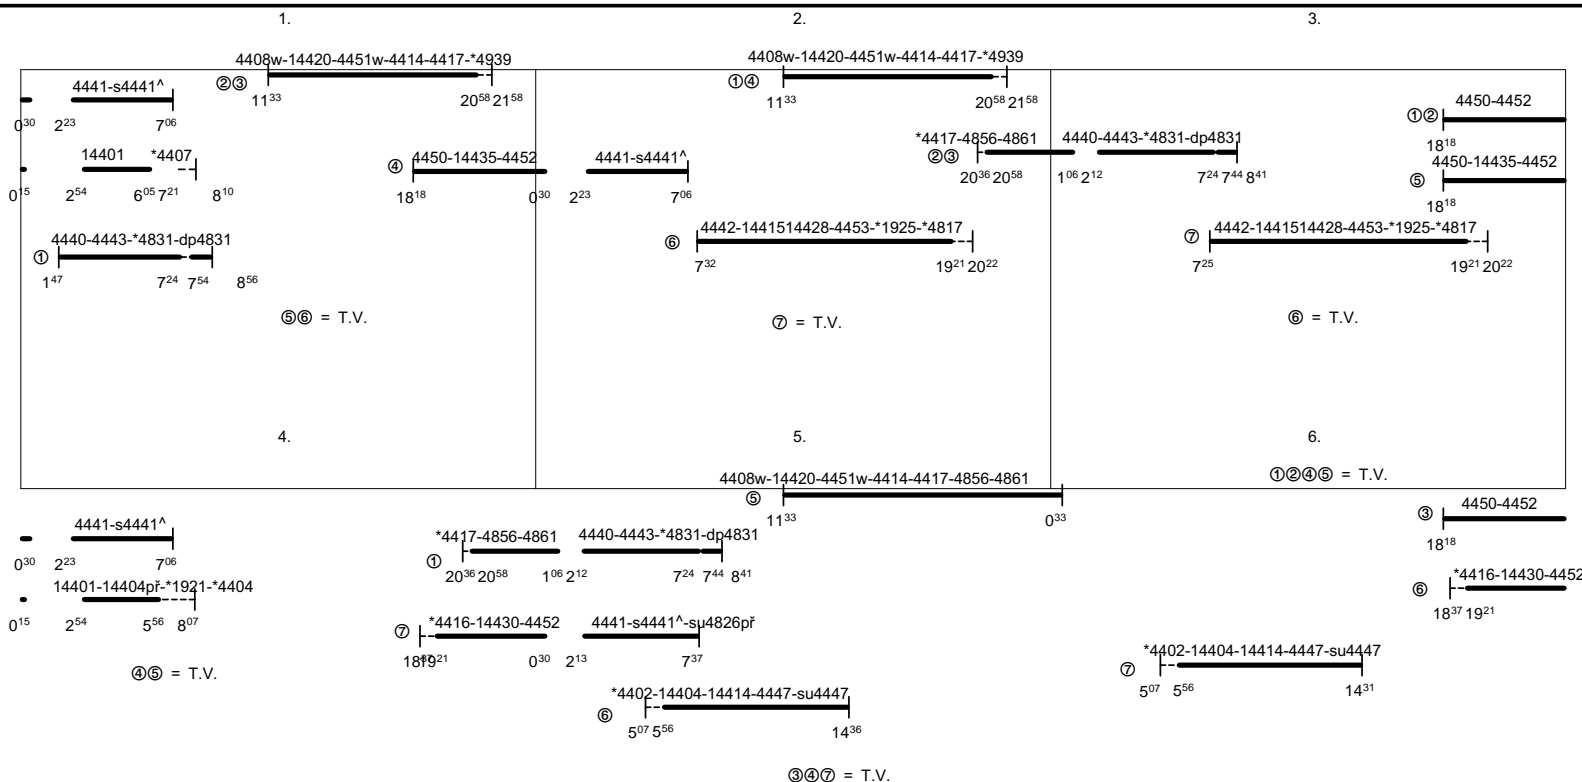 1. 2. 3.
4408w-14420-4451w-4414-4417-*4939 4408w-14420-4451w-4414-4417-*4939
②③ ①④
11³³ 20⁵⁸ 21⁵⁸ 11³³ 20⁵⁸ 21⁵⁸
4441-s4441^ 4450-4452
0³⁰ 2²³ 7⁰⁶ ①② 18¹⁸
*4417-4856-4861 4440-4443-*4831-dp4831
②③ 20³⁶ 20⁵⁸ 1⁰⁶ 2¹² 7²⁴ 7⁴⁴ 8⁴¹
14401 *4407 4450-14435-4452 4441-s4441^ 4450-14435-4452
④ ⑤
0¹⁵ 2⁵⁴ 6⁰⁵ 7²¹ 8¹⁰ 18¹⁸ 0³⁰ 2²³ 7⁰⁶ 18¹⁸
4440-4443-*4831-dp4831 4442-1441514428-4453-*1925-*4817 4442-1441514428-4453-*1925-*4817
① ⑥ ⑦
1⁴⁷ 7²⁴ 7⁵⁴ 8⁵⁶ 7³² 19²¹ 20²² 7²⁵ 19²¹ 20²²
⑤⑥ = T.V. ⑦ = T.V. ⑥ = T.V.
4. 5. 6.
4408w-14420-4451w-4414-4417-4856-4861 ①②④⑤ = T.V.
⑤ 11³³ 0³³
4441-s4441^ 4450-4452
③ 18¹⁸
*4417-4856-4861 4440-4443-*4831-dp4831
①
0³⁰ 2²³ 7⁰⁶ 20³⁶ 20⁵⁸ 1⁰⁶ 2¹² 7²⁴ 7⁴⁴ 8⁴¹
14401-14404př-*1921-*4404 *4416-14430-4452
⑥
0¹⁵ 2⁵⁴ 5⁵⁶ 8⁰⁷ 18³⁷ 19²¹
*4416-14430-4452 4441-s4441^-su4826př
⑦
19²¹ 0³⁰ 2¹³ 7³⁷
④⑤ = T.V.
*4402-14404-14414-4447-su4447
⑦ 5⁰⁷ 5⁵⁶ 14³¹
*4402-14404-14414-4447-su4447
⑥ 5⁰⁷ 5⁵⁶ 14³⁶
③④⑦ = T.V.